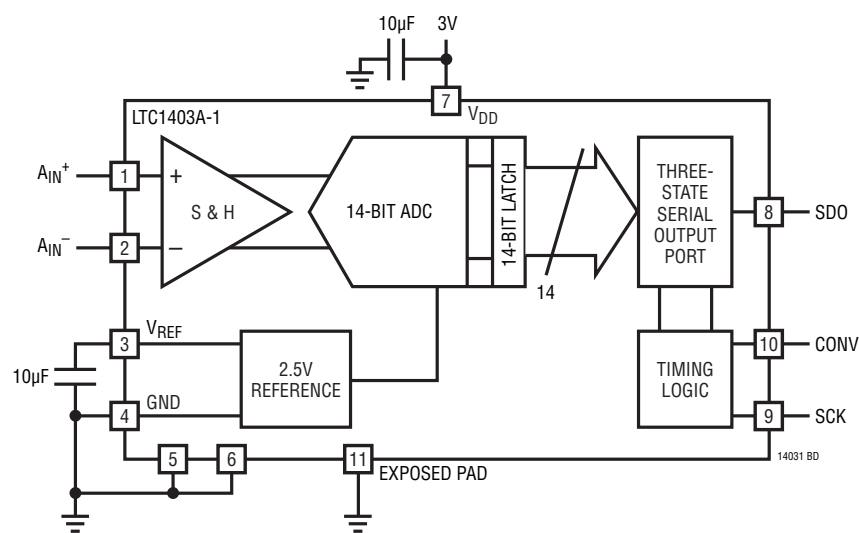 10µF 3V
7
LTC1403A-1
VDD
AIN+
1
+
S & H
14-BIT ADC
14-BIT LATCH
THREE-
STATE
SERIAL
OUTPUT
PORT
8
SDO
AIN–
2
–
14
3
VREF
10µF
2.5V
REFERENCE
TIMING
LOGIC
10
CONV
4
GND
9
SCK
5
6
11
EXPOSED PAD
14031 BD